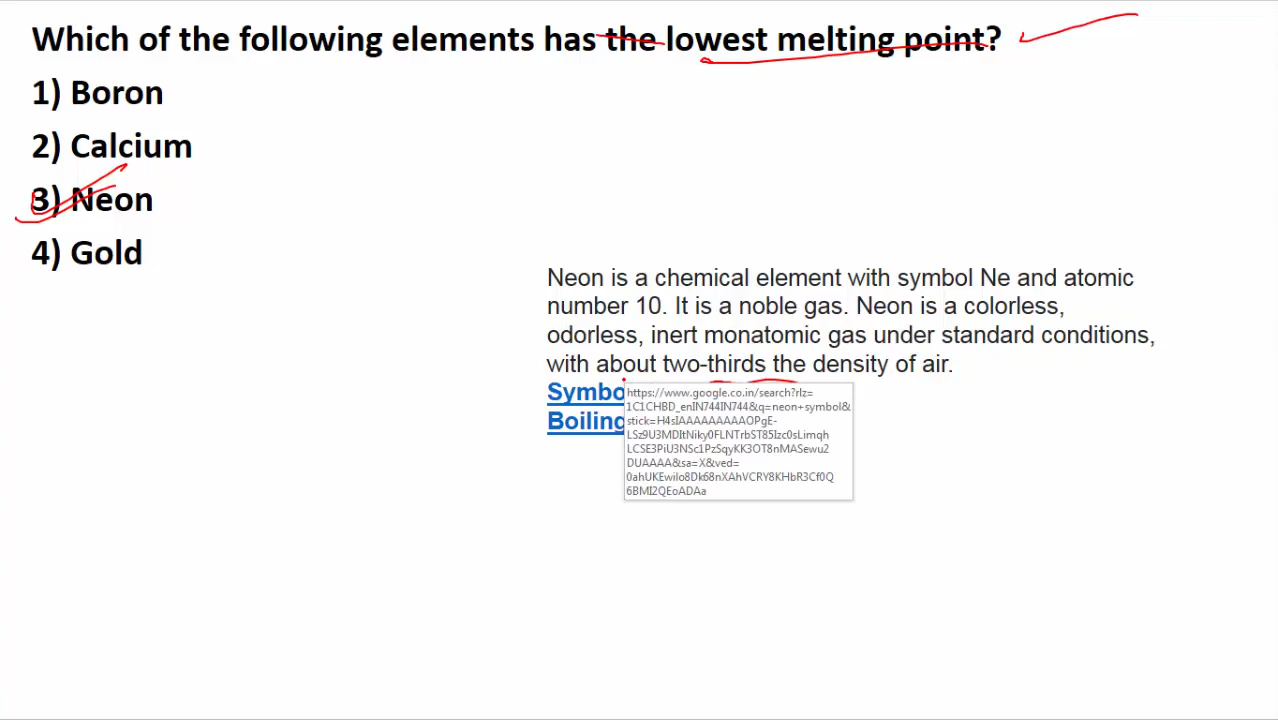 Which of the following elements has the lowest melting point?
1) Boron
2) Calcium
3) Neon
4) Gold
Neon is a chemical element with symbol Ne and atomic
number 10. It is a noble gas. Neon is a colorless,
odorless, inert monatomic gas under standard conditions,
with about two-thirds the density of air.
Symbo
Boiling
https://www.google.co.in/search?rlz=
1C1CHBD_enIN744IN744&q=neon+symbol&
stick=H4sIAAAAAAAAAOPgE-
LSz9U3MDItNiky0FLNTrbST85Izc0sLimqh
LCSE3PiU3NSc1PzSqyKK3OT8nMASewu2
DUAAAA&sa=X&ved=
0ahUKEwilo8Dk68nXAhVCRY8KHbR3Cf0Q
6BMI2QEoADAa